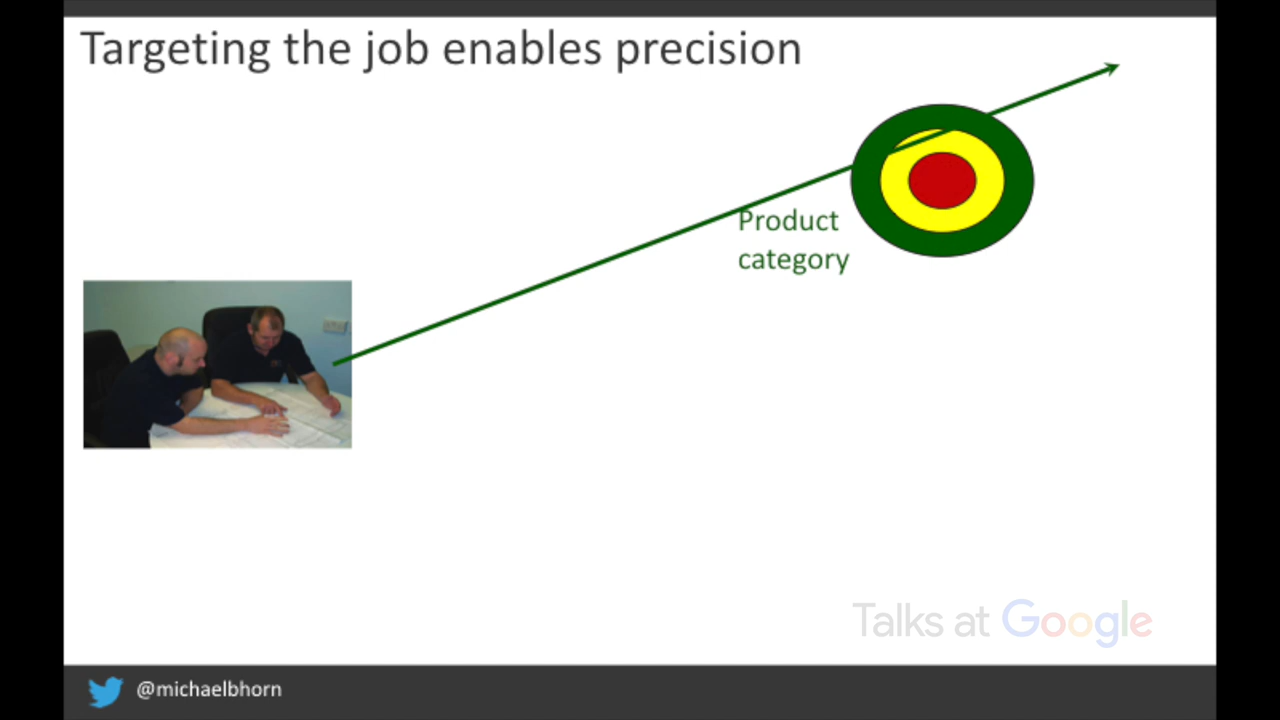 Targeting the job enables precision
Product
category
Talks at Google
@michaelbhorn